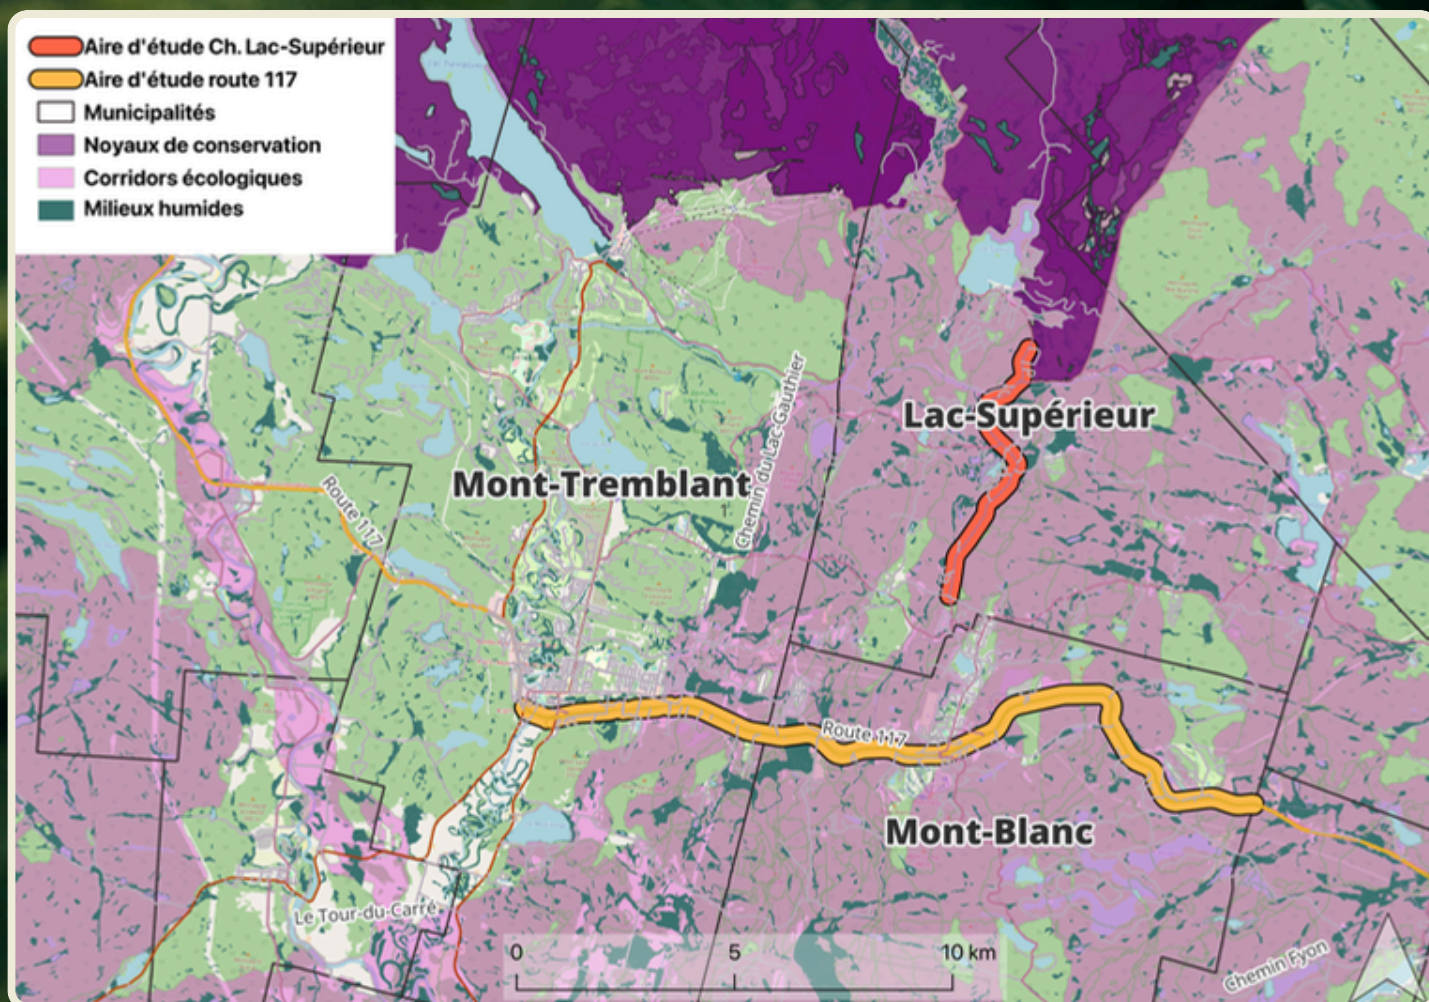 Aire d'étude Ch. Lac-Supérieur
Aire d'étude route 117
Municipalités
Noyaux de conservation
Corridors écologiques
Milieux humides
Lac-Supérieur
Chemin du Lac-Gauthier
Mont-Tremblant
Route 117
Route 117
Mont-Blanc
Le Tour-du-Carré
0 5 10 km
Chemin Fyon